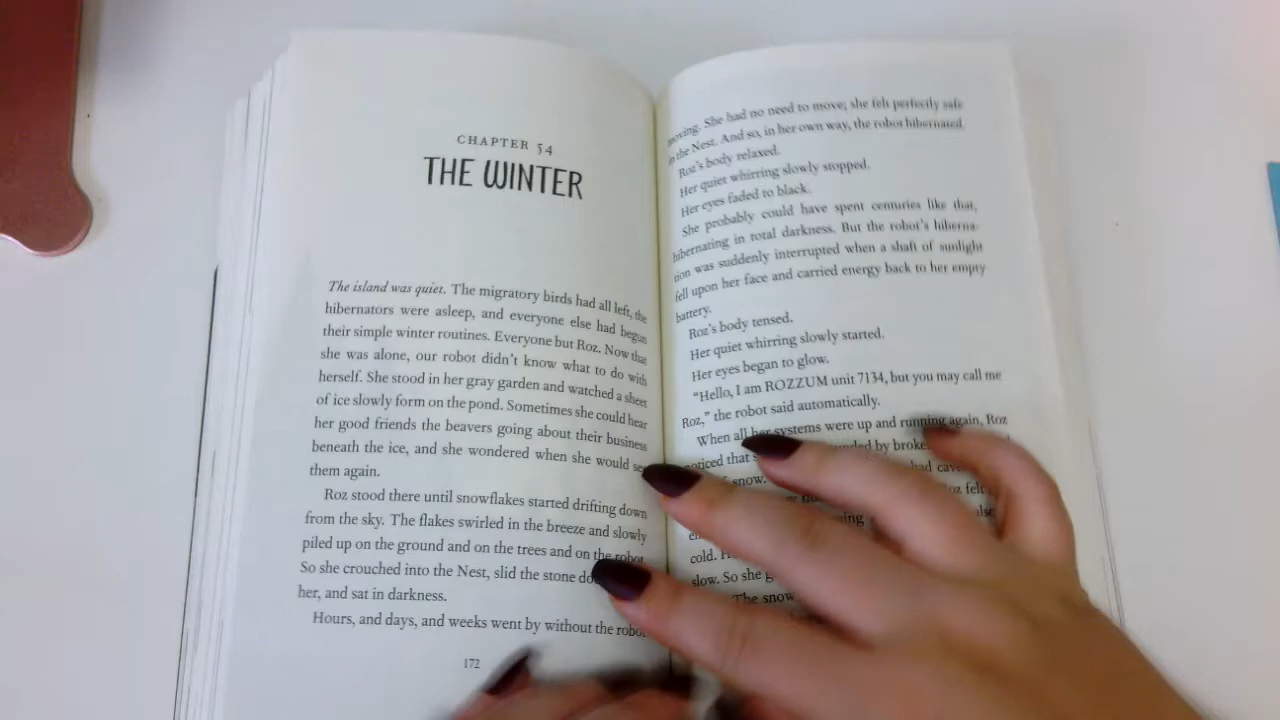 CHAPTER 54
THE WINTER
The island was quiet. The migratory birds had all left, the
hibernators were asleep, and everyone else had begun
their simple winter routines. Everyone but Roz. Now that
she was alone, our robot didn't know what to do with
herself. She stood in her gray garden and watched a sheet
of ice slowly form on the pond. Sometimes she could hear
her good friends the beavers going about their business
beneath the ice, and she wondered when she would see
them again.
Roz stood there until snowflakes started drifting down
from the sky. The flakes swirled in the breeze and slowly
piled up on the ground and on the trees and on the robot.
So she crouched into the Nest, slid the stone
her, and sat in darkness.
Hours, and days, and weeks went by without the robot
172
moving. She had no need to move; she felt perfectly safe
in the Nest. And so, in her own way, the robot hibernated.
Roz's body relaxed.
Her quiet whirring slowly stopped.
Her eyes faded to black.
She probably could have spent centuries like that,
hibernating in total darkness. But the robot's hiberna-
tion was suddenly interrupted when a shaft of sunlight
fell upon her face and carried energy back to her empty
battery.
Roz's body tensed.
Her quiet whirring slowly started.
Her eyes began to glow.
"Hello, I am ROZZUM unit 7134, but you may call me
Roz," the robot said automatically.
When all her systems were up and running again, Roz
noticed that by
snow. had
felt
cold.
slow. So she
The snow